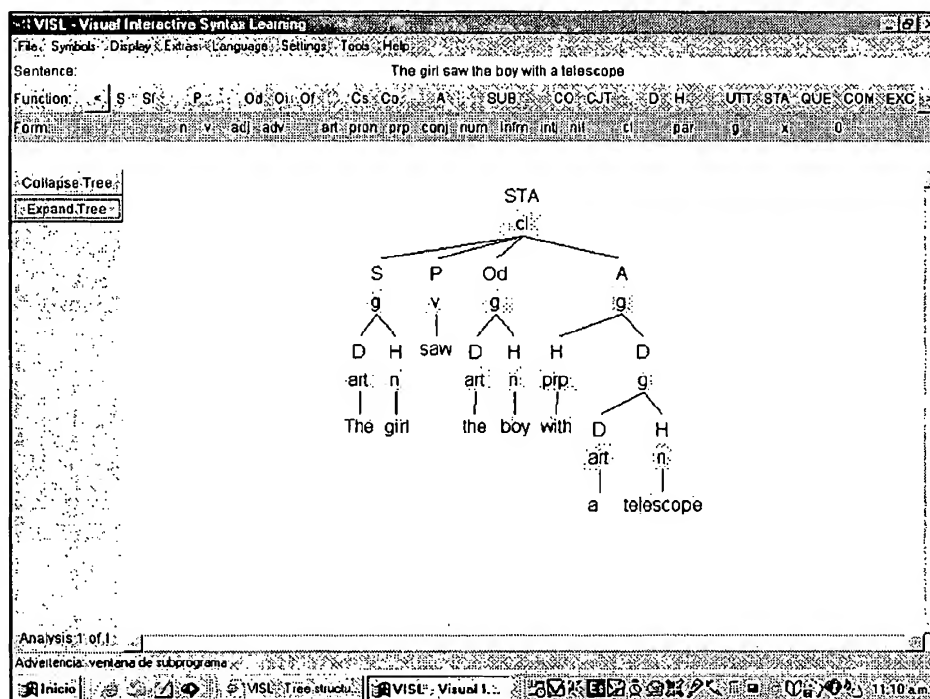 VISL - Visual Interactive Syntax Learning
File Symbols Display Extras Language Settings Tools Help
Sentence: The girl saw the boy with a telescope
Function: < S Sf P Od Oi Of Cs Co A SUB CO CJT D H UTT STA QUE COM EXC
Form: n v adj adv art pron prp conj num infm intj nil cl par g x 0
Collapse Tree
Expand Tree
STA
cl
S P Od A
g v g g
D H saw D H H D
art n art n prp g
The girl the boy with D H
art n
a telescope
Analysis 1 of 1
Advertencia: ventana de subprograma
Inicio VISL: Tree structu... VISL - Visual I... 11:10 a.m.